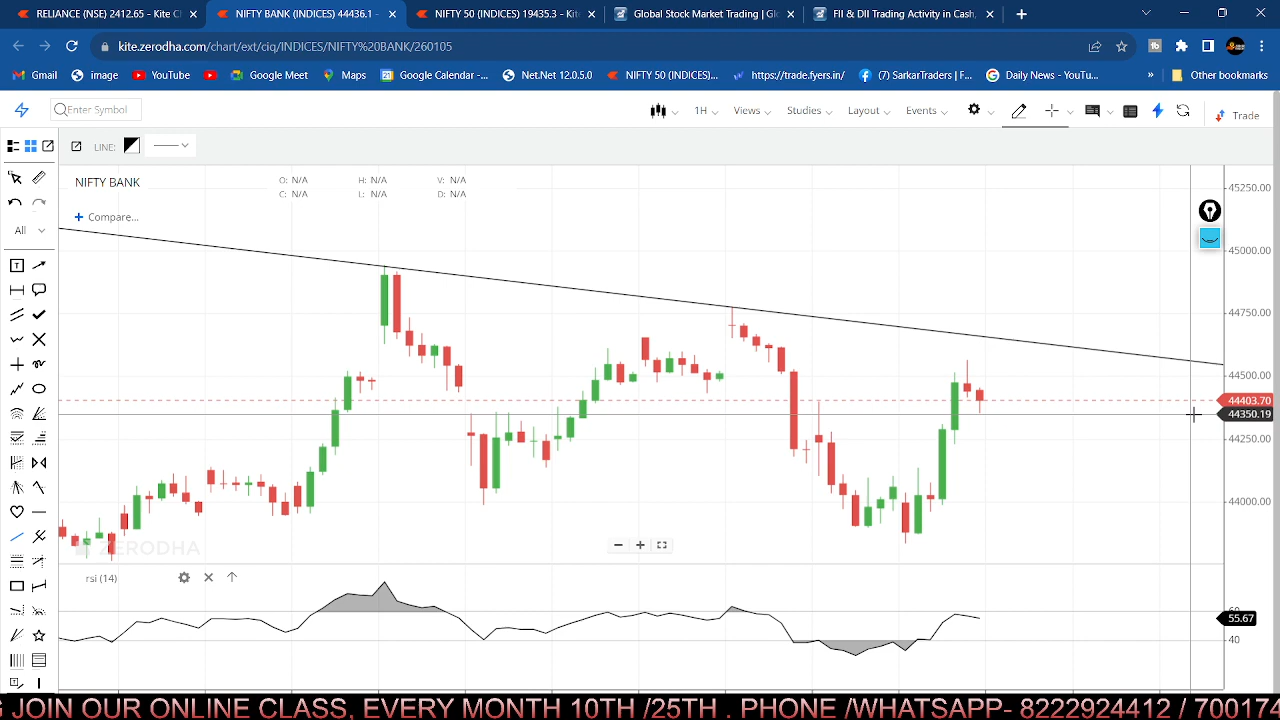 RELIANCE (NSE) 2412.65 - Kite C
NIFTY BANK (INDICES) 44436.1 -
NIFTY 50 (INDICES) 19435.3 - Kite
Global Stock Market Trading | Glo
FII & DII Trading Activity in Cash,
kite.zerodha.com/chart/ext/ciq/INDICES/NIFTY%20BANK/260105
Gmail
image
YouTube
Google Meet
Maps
Google Calendar - ...
Net.Net 12.0.5.0
NIFTY 50 (INDICES)...
https://trade.fyers.in/
(7) Save Timers | F...
Daily News - YouTu...
»
Other bookmarks
Enter Symbol
1H
Views
Studies
Layout
Events
Trade
LINE:
NIFTY BANK
O: N/A H: N/A V: N/A
C: N/A L: N/A D: N/A
+ Compare...
All
45250.00
45000.00
44750.00
44500.00
44403.70
44350.19
44250.00
44000.00
ZERODHA
rsi (14)
60
55.67
40
G JOIN OUR ONLINE CLASS, EVERY MONTH 10TH /25TH . PHONE /WHATSAPP- 8222924412 / 700174